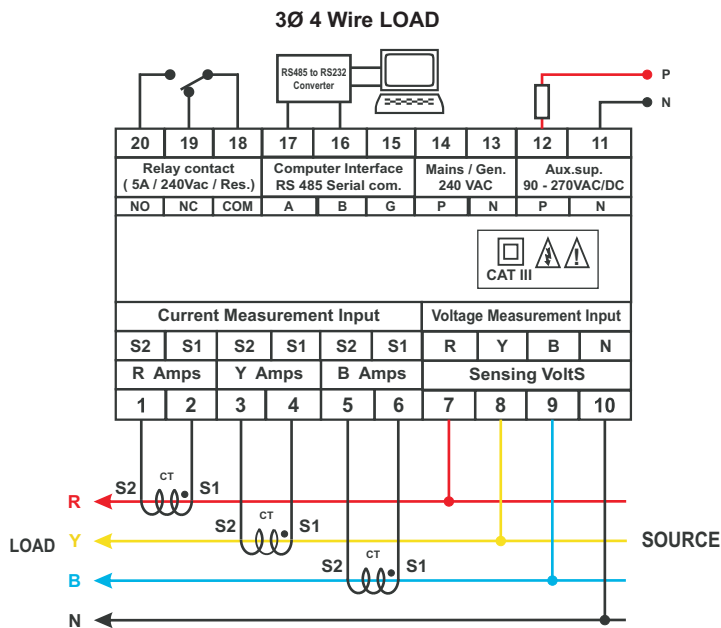 3Ø 4 Wire LOAD
RS485 to RS232
Converter
P
N
20 19 18 17 16 15 14 13 12 11
Relay contact
( 5A / 240Vac / Res.)
Computer Interface
RS 485 Serial com.
Mains / Gen.
240 VAC
Aux.sup.
90 - 270VAC/DC
NO NC COM A B G P N P N
CAT III
Current Measurement Input Voltage Measurement Input
S2 S1 S2 S1 S2 S1 R Y B N
R Amps Y Amps B Amps Sensing VoltS
1 2 3 4 5 6 7 8 9 10
S2 CT S1
R
S2 CT S1
LOAD Y SOURCE
S2 CT S1
B
N